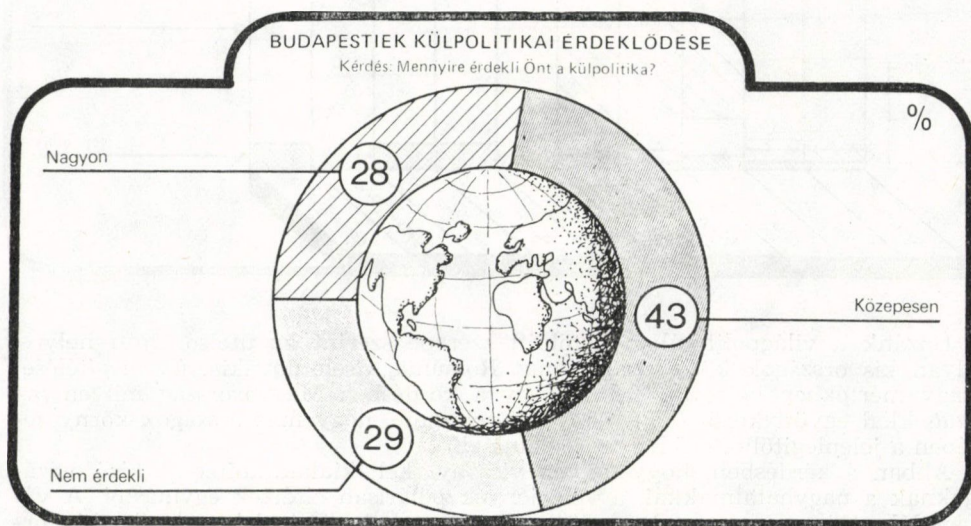 BUDAPESTIEK KÜLPOLITIKAI ÉRDEKLŐDÉSE
Kérdés: Mennyire érdekli Önt a külpolitika?
%
Nagyon
28
43
Közepesen
29
Nem érdekli